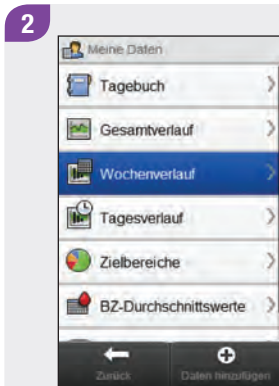 2
Meine Daten
Tagebuch
Gesamtverlauf
Wochenverlauf
Tagesverlauf
Zielbereiche
BZ-Durchschnittswerte
Zurück
Daten hinzufügen